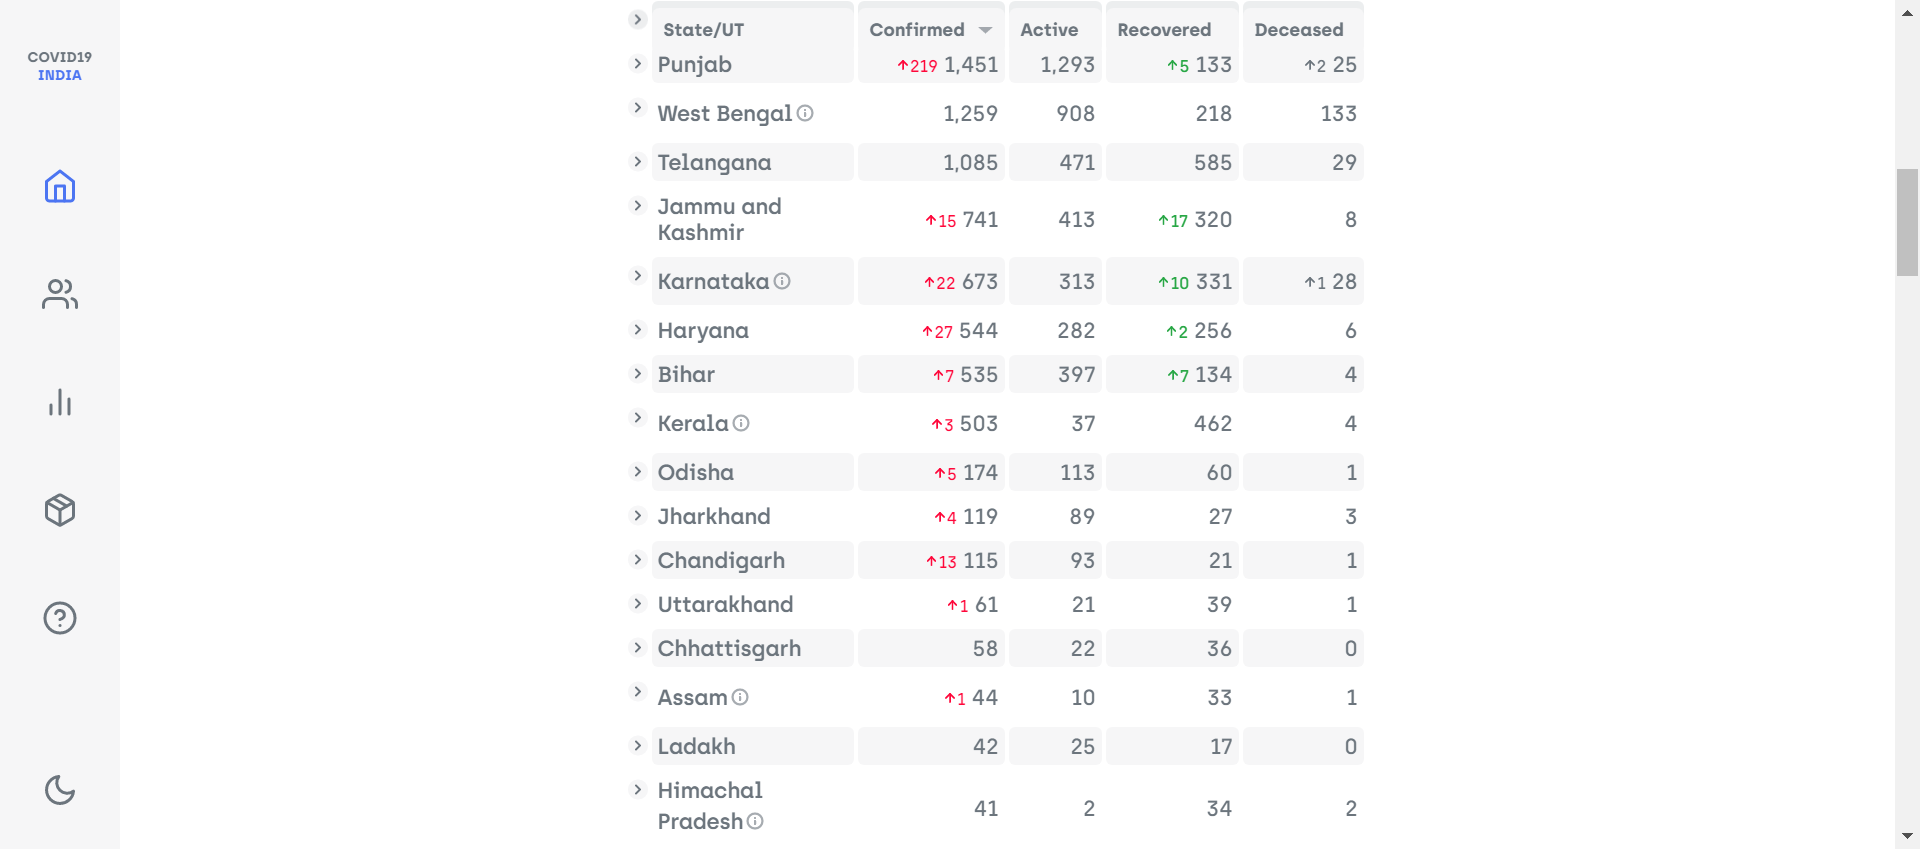 COVID19
INDIA
State/UT Confirmed Active Recovered Deceased
Punjab ↑219 1,451 1,293 ↑5 133 ↑2 25
West Bengal 1,259 908 218 133
Telangana 1,085 471 585 29
Jammu and
Kashmir ↑15 741 413 ↑17 320 8
Karnataka ↑22 673 313 ↑10 331 ↑1 28
Haryana ↑27 544 282 ↑2 256 6
Bihar ↑7 535 397 ↑7 134 4
Kerala ↑3 503 37 462 4
Odisha ↑5 174 113 60 1
Jharkhand ↑4 119 89 27 3
Chandigarh ↑13 115 93 21 1
Uttarakhand ↑1 61 21 39 1
Chhattisgarh 58 22 36 0
Assam ↑1 44 10 33 1
Ladakh 42 25 17 0
Himachal
Pradesh 41 2 34 2